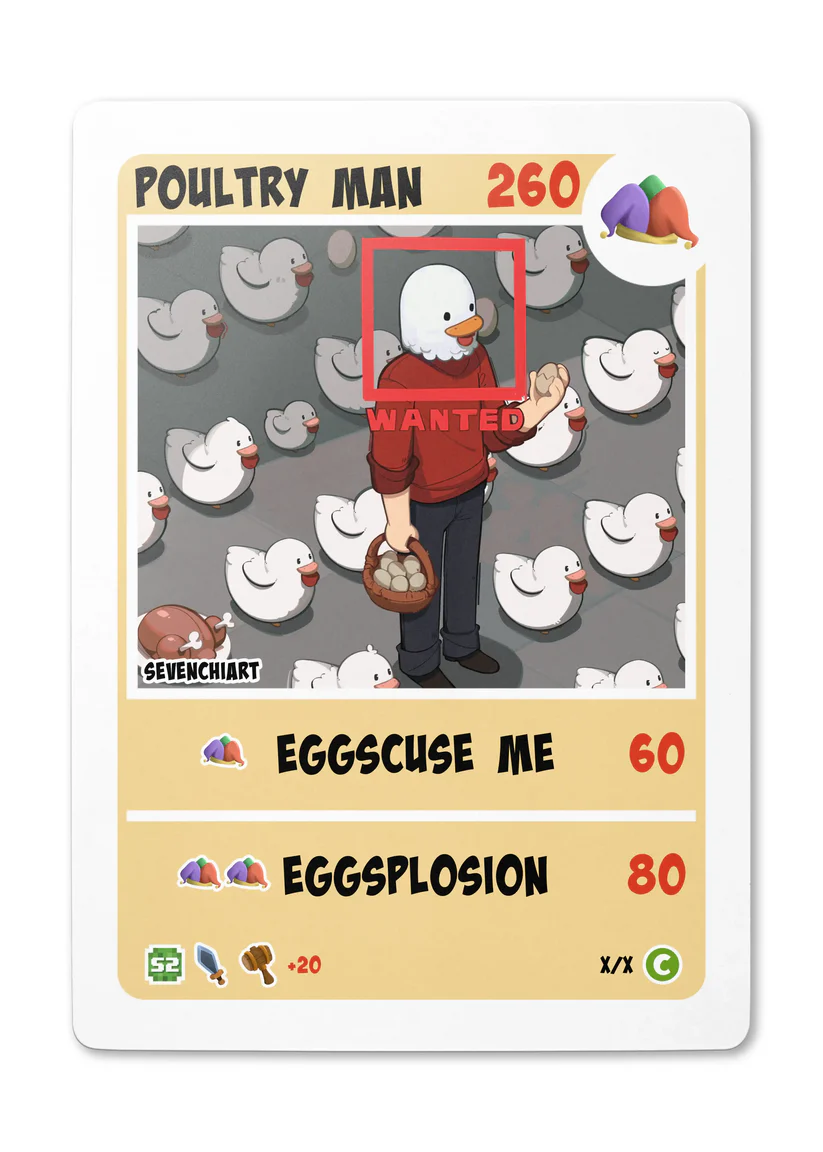 POULTRY MAN 260
WANTED
SEVENCHIART
EGGSCUSE ME 60
EGGSPLOSION 80
S2 +20 X/X C